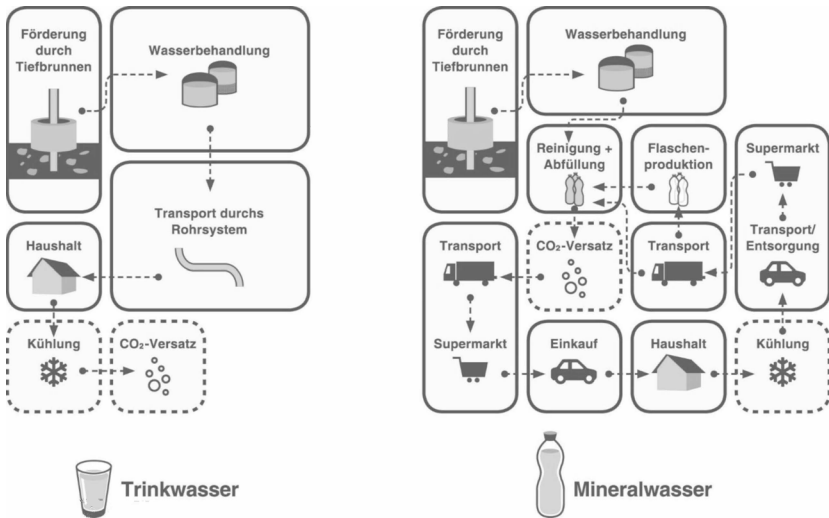 Förderung
durch
Tiefbrunnen
Wasserbehandlung
Transport durchs
Rohrsystem
Haushalt
Kühlung
CO₂-Versatz
Trinkwasser
Förderung
durch
Tiefbrunnen
Wasserbehandlung
Reinigung +
Abfüllung
Flaschen-
produktion
Supermarkt
Transport
CO₂-Versatz
Transport
Transport/
Entsorgung
Supermarkt
Einkauf
Haushalt
Kühlung
Mineralwasser